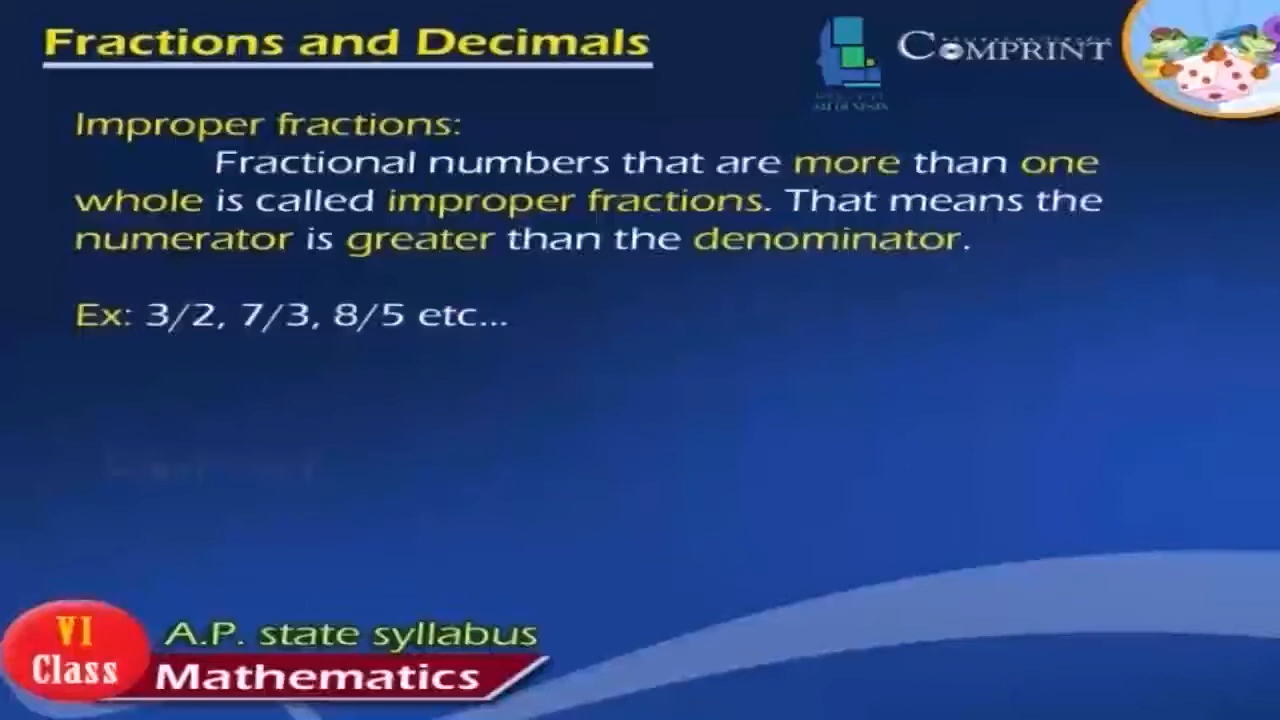 Fractions and Decimals
COMPRINT
Improper fractions:
Fractional numbers that are more than one
whole is called improper fractions. That means the
numerator is greater than the denominator.
Ex: 3/2, 7/3, 8/5 etc...
VI
Class
A.P. state syllabus
Mathematics